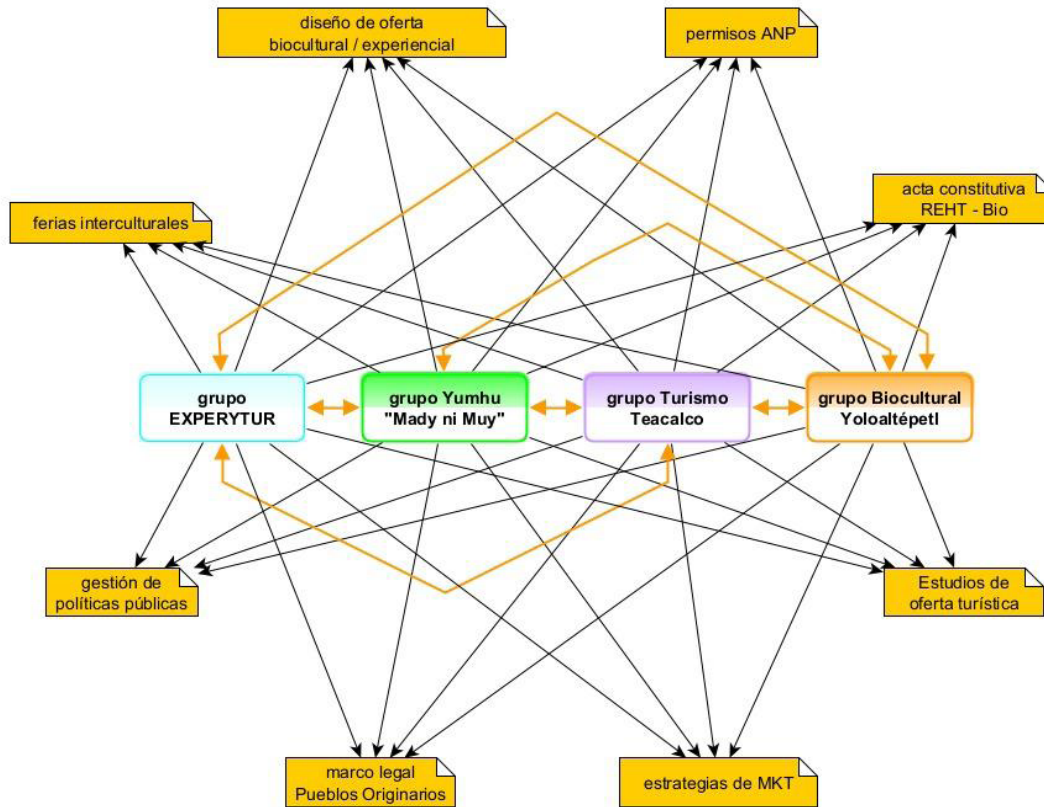 diseño de oferta
biocultural / experiencial
permisos ANP
acta constitutiva
REHT - Bio
ferias interculturales
grupo
EXPERYTUR
grupo Yumhu
"Mady ni Muy"
grupo Turismo
Teacalco
grupo Biocultural
Yoloaltépetl
gestión de
políticas públicas
Estudios de
oferta turística
marco legal
Pueblos Originarios
estrategias de MKT